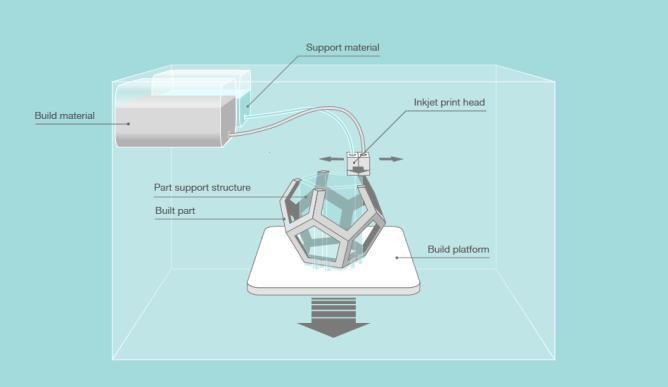 Support material
Inkjet print head
Build material
Part support structure
Built part
Build platform